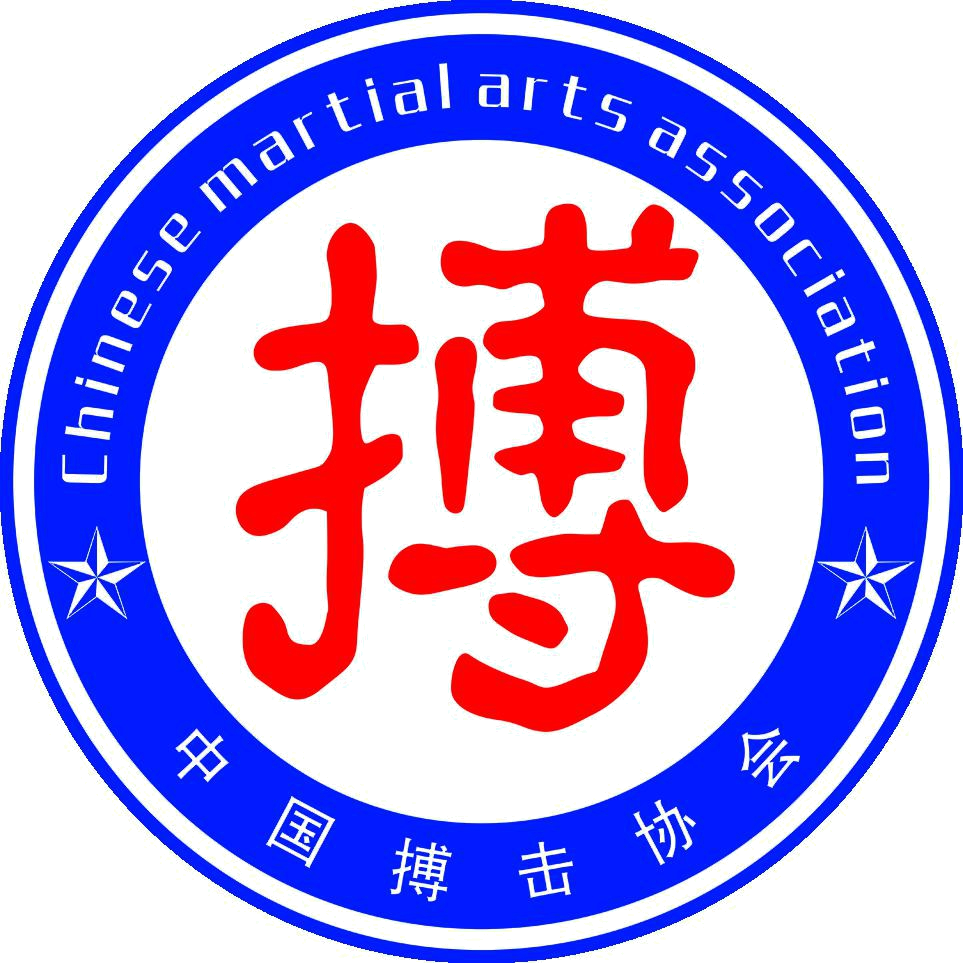 Chinese martial arts association
搏
中国搏击协会